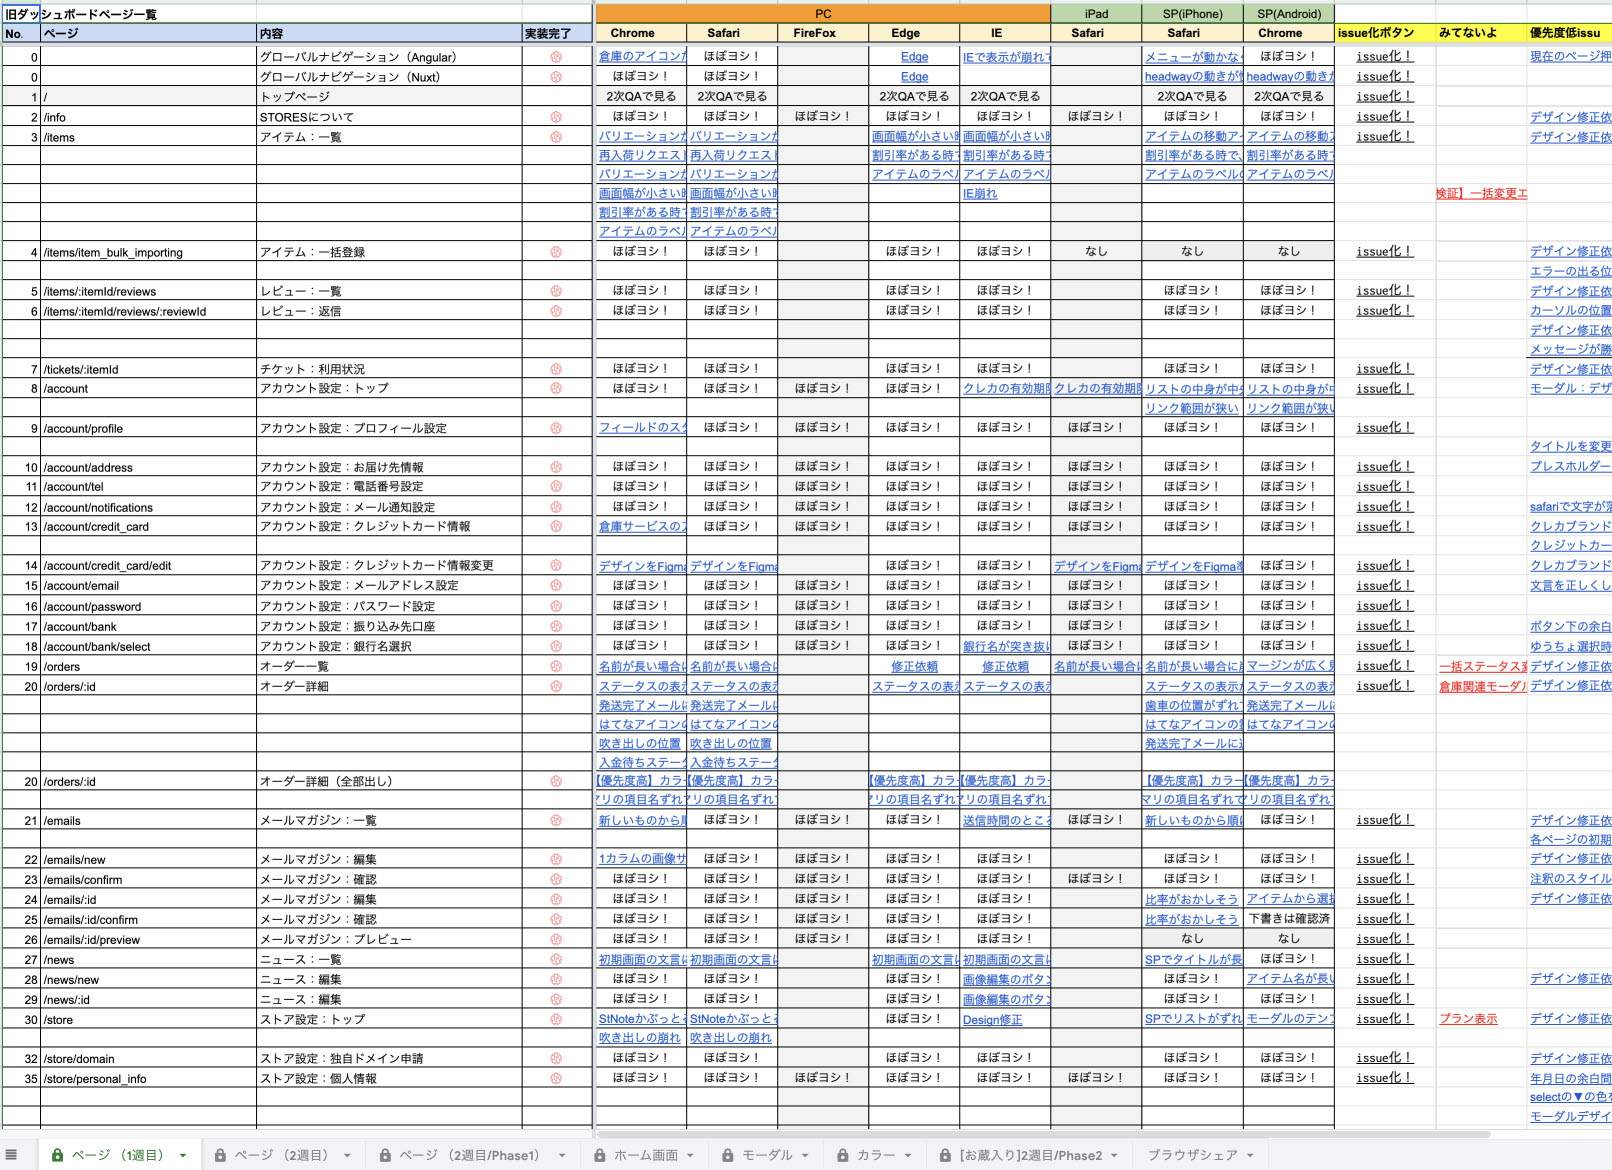 旧ダッシュボードページ一覧 PC iPad SP(iPhone) SP(Android)
No. ページ 内容 実装完了 Chrome Safari FireFox Edge IE Safari Safari Chrome issue化ボタン みてないよ 優先度低issu
0 グローバルナビゲーション（Angular） 倉庫のアイコンが ほぼヨシ！ Edge IEで表示が崩れて メニューが動かな ほぼヨシ！ issue化！ 現在のページ押
0 グローバルナビゲーション（Nuxt） ほぼヨシ！ ほぼヨシ！ Edge headwayの動きが headwayの動きが issue化！
1 / トップページ 2次QAで見る 2次QAで見る 2次QAで見る 2次QAで見る 2次QAで見る 2次QAで見る issue化！
2 /info STORESについて ほぼヨシ！ ほぼヨシ！ ほぼヨシ！ ほぼヨシ！ ほぼヨシ！ ほぼヨシ！ ほぼヨシ！ ほぼヨシ！ issue化！ デザイン修正依
3 /items アイテム：一覧 バリエーションが バリエーションが 画面幅が小さい 画面幅が小さい アイテムの移動ア アイテムの移動 issue化！ デザイン修正依
再入荷リクエスト 再入荷リクエスト 割引率がある時 割引率がある時 割引率がある時で、 割引率がある時
バリエーションが バリエーションが アイテムのラベル アイテムのラベル アイテムのラベル アイテムのラベル
画面幅が小さい 画面幅が小さい IE崩れ 検証】一括変更エ
割引率がある時 割引率がある時
アイテムのラベル アイテムのラベル
4 /items/item_bulk_importing アイテム：一括登録 ほぼヨシ！ ほぼヨシ！ ほぼヨシ！ ほぼヨシ！ なし なし なし issue化！ デザイン修正依
エラーの出る位
5 /items/:itemId/reviews レビュー：一覧 ほぼヨシ！ ほぼヨシ！ ほぼヨシ！ ほぼヨシ！ ほぼヨシ！ ほぼヨシ！ issue化！ デザイン修正依
6 /items/:itemId/reviews/:reviewId レビュー：返信 ほぼヨシ！ ほぼヨシ！ ほぼヨシ！ ほぼヨシ！ ほぼヨシ！ ほぼヨシ！ issue化！ カーソルの位置
デザイン修正依
メッセージが勝
7 /tickets/:itemId チケット：利用状況 ほぼヨシ！ ほぼヨシ！ ほぼヨシ！ ほぼヨシ！ ほぼヨシ！ ほぼヨシ！ issue化！ デザイン修正依
8 /account アカウント設定：トップ ほぼヨシ！ ほぼヨシ！ ほぼヨシ！ ほぼヨシ！ クレカの有効期限 クレカの有効期限 リストの中身が中 リストの中身が中 issue化！ モーダル：デザ
リンク範囲が狭い リンク範囲が狭い
9 /account/profile アカウント設定：プロフィール設定 フィールドのスタ ほぼヨシ！ ほぼヨシ！ ほぼヨシ！ ほぼヨシ！ ほぼヨシ！ ほぼヨシ！ ほぼヨシ！ issue化！
タイトルを変更
10 /account/address アカウント設定：お届け先情報 ほぼヨシ！ ほぼヨシ！ ほぼヨシ！ ほぼヨシ！ ほぼヨシ！ ほぼヨシ！ ほぼヨシ！ ほぼヨシ！ issue化！ プレスホルダー
11 /account/tel アカウント設定：電話番号設定 ほぼヨシ！ ほぼヨシ！ ほぼヨシ！ ほぼヨシ！ ほぼヨシ！ ほぼヨシ！ ほぼヨシ！ ほぼヨシ！ issue化！
12 /account/notifications アカウント設定：メール通知設定 ほぼヨシ！ ほぼヨシ！ ほぼヨシ！ ほぼヨシ！ ほぼヨシ！ ほぼヨシ！ ほぼヨシ！ ほぼヨシ！ issue化！ safariで文字が
13 /account/credit_card アカウント設定：クレジットカード情報 倉庫サービスの ほぼヨシ！ ほぼヨシ！ ほぼヨシ！ ほぼヨシ！ ほぼヨシ！ ほぼヨシ！ ほぼヨシ！ issue化！ クレカブランド
クレジットカー
14 /account/credit_card/edit アカウント設定：クレジットカード情報変更 デザインをFigma デザインをFigma ほぼヨシ！ ほぼヨシ！ ほぼヨシ！ デザインをFigma デザインをFigma ほぼヨシ！ issue化！ クレカブランド
15 /account/email アカウント設定：メールアドレス設定 ほぼヨシ！ ほぼヨシ！ ほぼヨシ！ ほぼヨシ！ ほぼヨシ！ ほぼヨシ！ ほぼヨシ！ ほぼヨシ！ issue化！ 文言を正しくし
16 /account/password アカウント設定：パスワード設定 ほぼヨシ！ ほぼヨシ！ ほぼヨシ！ ほぼヨシ！ ほぼヨシ！ ほぼヨシ！ ほぼヨシ！ ほぼヨシ！ issue化！
17 /account/bank アカウント設定：振り込み先口座 ほぼヨシ！ ほぼヨシ！ ほぼヨシ！ ほぼヨシ！ ほぼヨシ！ ほぼヨシ！ ほぼヨシ！ ほぼヨシ！ issue化！ ボタン下の余白
18 /account/bank/select アカウント設定：銀行名選択 ほぼヨシ！ ほぼヨシ！ ほぼヨシ！ ほぼヨシ！ 銀行名が突き抜 ほぼヨシ！ ほぼヨシ！ ほぼヨシ！ issue化！ ゆうちょ選択時
19 /orders オーダー一覧 名前が長い場合に 名前が長い場合に 修正依頼 修正依頼 名前が長い場合に 名前が長い場合に マージンが広く見 issue化！ 一括ステータス変 デザイン修正依
20 /orders/:id オーダー詳細 ステータスの表示 ステータスの表示 ステータスの表示 ステータスの表示 ステータスの表示 ステータスの表示 issue化！ 倉庫関連モーダル デザイン修正依
発送完了メールに 発送完了メールに 歯車の位置がずれ 発送完了メールに
はてなアイコンの はてなアイコンの はてなアイコンの はてなアイコンの
吹き出しの位置 吹き出しの位置 発送完了メールに
入金待ちステータ 入金待ちステータ
20 /orders/:id オーダー詳細（全部出し） 【優先度高】カラー 【優先度高】カラー 【優先度高】カラー 【優先度高】カラー 【優先度高】カラー 【優先度高】カラー
マリの項目名ずれ マリの項目名ずれ マリの項目名ずれ マリの項目名ずれ マリの項目名ずれて マリの項目名ずれ
21 /emails メールマガジン：一覧 新しいものから順 ほぼヨシ！ ほぼヨシ！ ほぼヨシ！ 送信時間のところ ほぼヨシ！ 新しいものから順 ほぼヨシ！ issue化！ デザイン修正依
各ページの初期
22 /emails/new メールマガジン：編集 1カラムの画像サ ほぼヨシ！ ほぼヨシ！ ほぼヨシ！ ほぼヨシ！ ほぼヨシ！ ほぼヨシ！ issue化！ デザイン修正依
23 /emails/confirm メールマガジン：確認 ほぼヨシ！ ほぼヨシ！ ほぼヨシ！ ほぼヨシ！ ほぼヨシ！ ほぼヨシ！ ほぼヨシ！ ほぼヨシ！ issue化！ 注釈のスタイル
24 /emails/:id メールマガジン：編集 ほぼヨシ！ ほぼヨシ！ ほぼヨシ！ ほぼヨシ！ ほぼヨシ！ 比率がおかしそう アイテムから選択 issue化！ デザイン修正依
25 /emails/:id/confirm メールマガジン：確認 ほぼヨシ！ ほぼヨシ！ ほぼヨシ！ ほぼヨシ！ ほぼヨシ！ 比率がおかしそう 下書きは確認済 issue化！
26 /emails/:id/preview メールマガジン：プレビュー ほぼヨシ！ ほぼヨシ！ ほぼヨシ！ ほぼヨシ！ ほぼヨシ！ なし なし issue化！
27 /news ニュース：一覧 初期画面の文言に 初期画面の文言に 初期画面の文言に 初期画面の文言に SPでタイトルが長 ほぼヨシ！ issue化！
28 /news/new ニュース：編集 ほぼヨシ！ ほぼヨシ！ ほぼヨシ！ 画像編集のボタン ほぼヨシ！ アイテム名が長い issue化！ デザイン修正依
29 /news/:id ニュース：編集 ほぼヨシ！ ほぼヨシ！ ほぼヨシ！ 画像編集のボタン ほぼヨシ！ ほぼヨシ！ issue化！
30 /store ストア設定：トップ StNoteかぶっとる StNoteかぶっとる ほぼヨシ！ Design修正 SPでリストがずれ モーダルのテンプ issue化！ プラン表示 デザイン修正依
吹き出しの崩れ 吹き出しの崩れ
32 /store/domain ストア設定：独自ドメイン申請 ほぼヨシ！ ほぼヨシ！ ほぼヨシ！ ほぼヨシ！ ほぼヨシ！ ほぼヨシ！ issue化！ デザイン修正依
35 /store/personal_info ストア設定：個人情報 ほぼヨシ！ ほぼヨシ！ ほぼヨシ！ ほぼヨシ！ ほぼヨシ！ ほぼヨシ！ ほぼヨシ！ ほぼヨシ！ issue化！ 年月日の余白間
selectの▼の色を
モーダルデザイ
ページ（1週目） ページ（2週目） ページ（2週目/Phase1） ホーム画面 モーダル カラー [お蔵入り]2週目/Phase2 ブラウザシェア